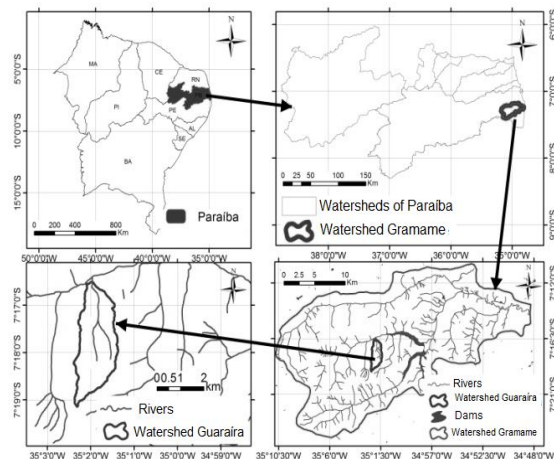 N
5°0'0"S
10°0'0"S
15°0'0"S
MA
CE
RN
PI
PE
AL
SE
BA
Paraíba
0 200 400 800
Km
50°0'0"W 45°0'0"W 40°0'0"W 35°0'0"W
N
6°0'0"S
7°0'0"S
8°0'0"S
9°0'0"S
0 25 50 100 150
Km
Watersheds of Paraíba
Watershed Gramame
38°0'0"W 37°0'0"W 36°0'0"W 35°0'0"W
N
7°17'0"S
7°18'0"S
7°19'0"S
00.51 2
km
Rivers
Watershed Guaraíra
35°3'0"W 35°2'0"W 35°1'0"W 35°0'0"W 34°59'0"W
0 2.5 5 10
Km
N
Rivers
Watershed Guaraíra
Dams
Watershed Gramame
35°10'30"W 35°6'0"W 35°1'30"W 34°57'0"W 34°52'30"W 34°48'0"W